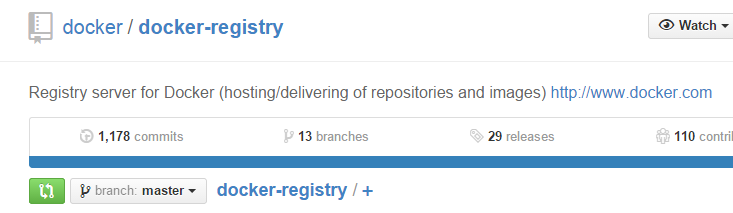 docker / docker-registry
Watch
Registry server for Docker (hosting/delivering of repositories and images) http://www.docker.com
1,178 commits 13 branches 29 releases 110 contri
branch: master docker-registry / +